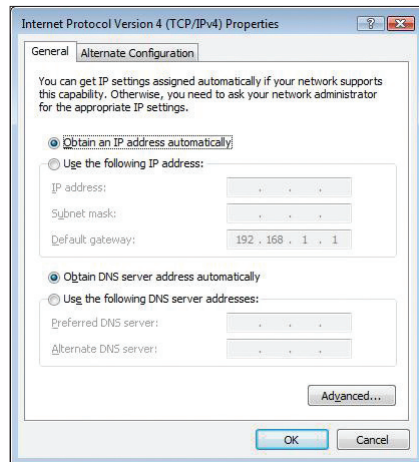 Internet Protocol Version 4 (TCP/IPv4) Properties
General
Alternate Configuration
You can get IP settings assigned automatically if your network supports
this capability. Otherwise, you need to ask your network administrator
for the appropriate IP settings.
Obtain an IP address automatically
Use the following IP address:
IP address:
Subnet mask:
Default gateway: 192 . 168 . 1 . 1
Obtain DNS server address automatically
Use the following DNS server addresses:
Preferred DNS server:
Alternate DNS server:
Advanced...
OK
Cancel